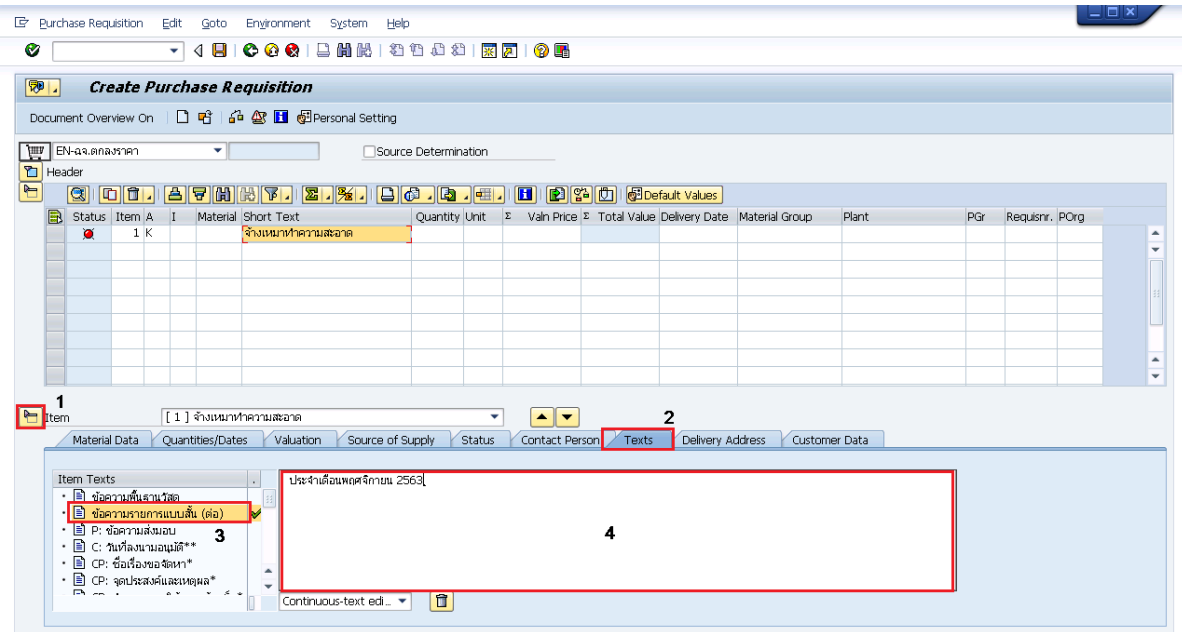 Purchase Requisition Edit Goto Environment System Help
Create Purchase Requisition
Document Overview On Personal Setting
EN-ฉจ.ตกลงราคา Source Determination
Header
Default Values
Status Item A I Material Short Text Quantity Unit Σ Valn Price Σ Total Value Delivery Date Material Group Plant PGr Requisnr. POrg
1 K จ้างเหมาทำความสะอาด
1
Item [ 1 ] จ้างเหมาทำความสะอาด 2
Material Data Quantities/Dates Valuation Source of Supply Status Contact Person Texts Delivery Address Customer Data
Item Texts . ประจำเดือนพฤศจิกายน 2563
ข้อความพื้นฐานวัสดุ
ข้อความรายการแบบสั้น (ต่อ)
P: ข้อความส่งมอบ 3 4
C: วันที่ลงนามอนุมัติ**
CP: ชื่อเรื่องขอจัดหา*
CP: จุดประสงค์และเหตุผล*
Continuous-text edi...